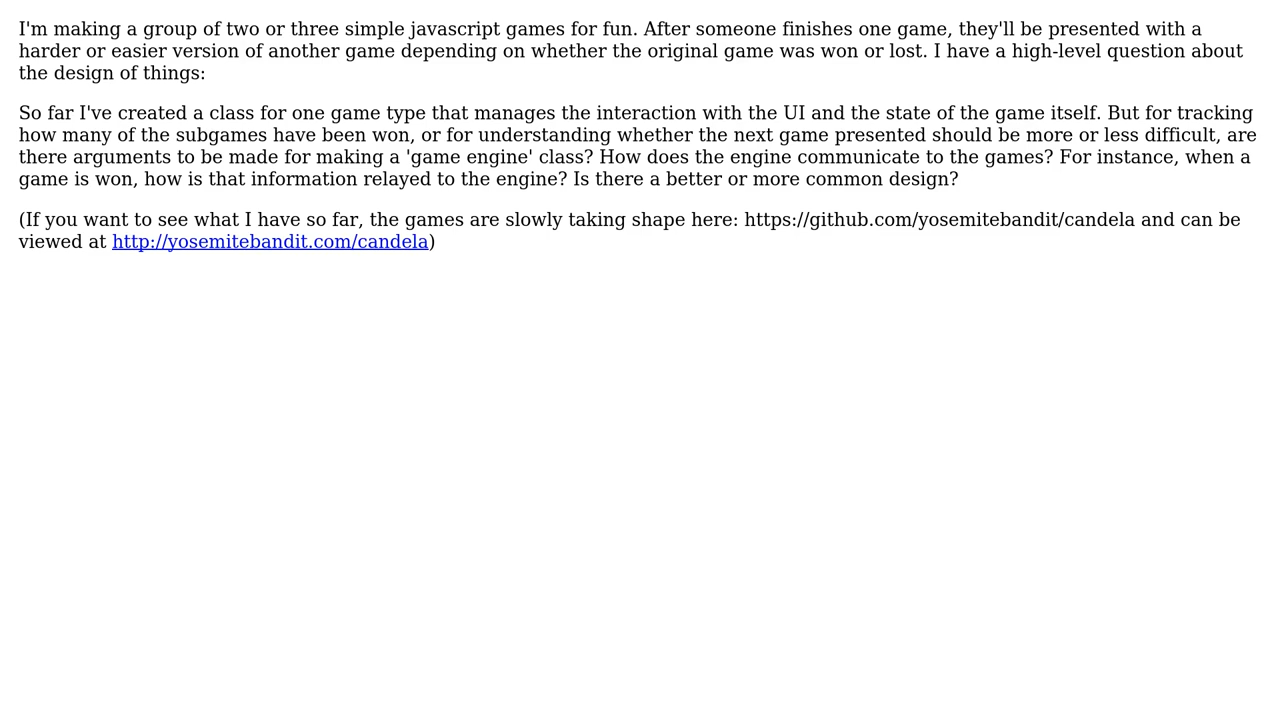 I'm making a group of two or three simple javascript games for fun. After someone finishes one game, they'll be presented with a
harder or easier version of another game depending on whether the original game was won or lost. I have a high-level question about
the design of things:
So far I've created a class for one game type that manages the interaction with the UI and the state of the game itself. But for tracking
how many of the subgames have been won, or for understanding whether the next game presented should be more or less difficult, are
there arguments to be made for making a 'game engine' class? How does the engine communicate to the games? For instance, when a
game is won, how is that information relayed to the engine? Is there a better or more common design?
(If you want to see what I have so far, the games are slowly taking shape here: https://github.com/yosemitebandit/candela and can be
viewed at http://yosemitebandit.com/candela)